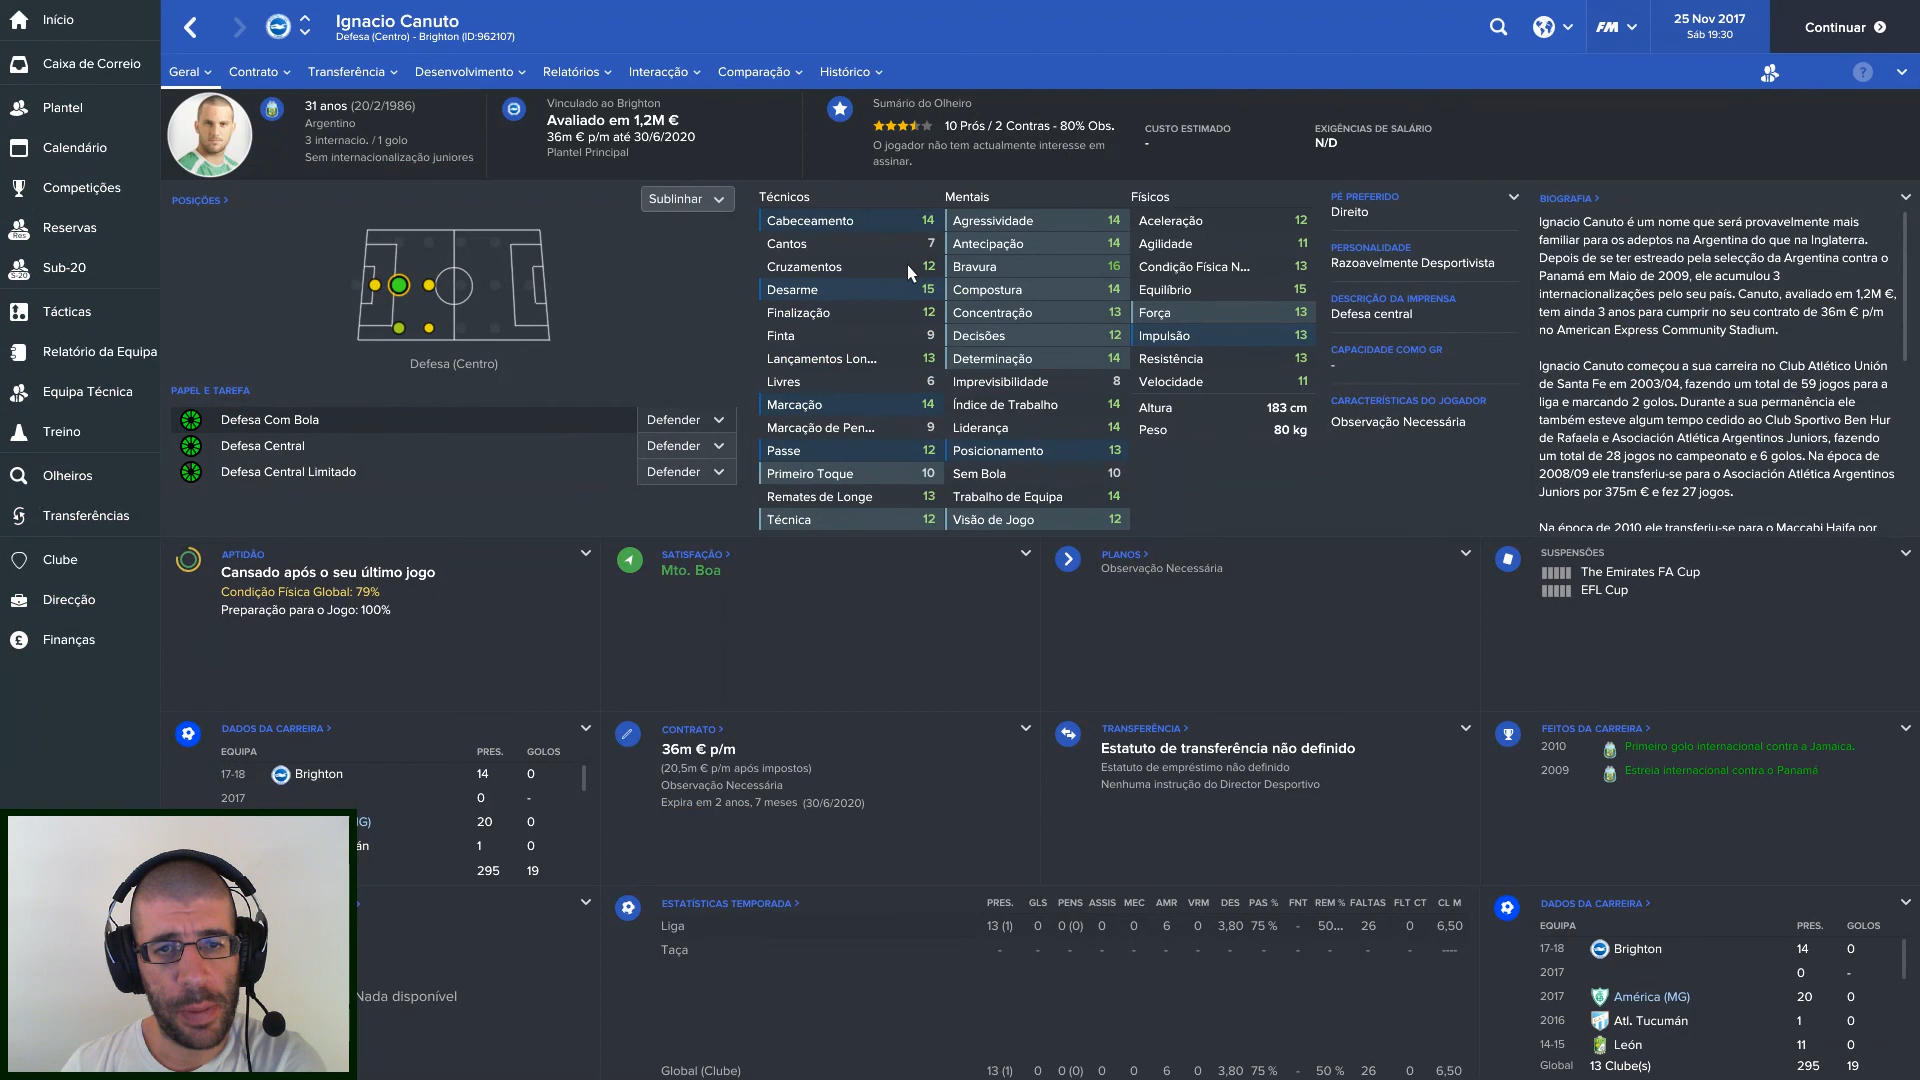 Início
Caixa de Correio
Plantel
Calendário
Competições
Reservas
Sub-20
Tácticas
Relatório da Equipa
Equipa Técnica
Treino
Olheiros
Transferências
Clube
Direcção
Finanças
Ignacio Canuto
Defesa (Centro) - Brighton (ID:962107)
FM
25 Nov 2017
Sáb 19:30
Continuar
Geral
Contrato
Transferência
Desenvolvimento
Relatórios
Interacção
Comparação
Histórico
31 anos (20/2/1986)
Argentino
3 internacio. / 1 golo
Sem internacionalização juniores
Vinculado ao Brighton
Avaliado em 1,2M €
36m € p/m até 30/6/2020
Plantel Principal
Sumário do Olheiro
10 Prós / 2 Contras - 80% Obs.
O jogador não tem actualmente interesse em
assinar.
CUSTO ESTIMADO
-
EXIGÊNCIAS DE SALÁRIO
N/D
POSIÇÕES >
Sublinhar
Defesa (Centro)
PAPEL E TAREFA
Defesa Com Bola Defender
Defesa Central Defender
Defesa Central Limitado Defender
Técnicos
Cabeceamento 14
Cantos 7
Cruzamentos 12
Desarme 15
Finalização 12
Finta 9
Lançamentos Lon... 13
Livres 6
Marcação 14
Marcação de Pen... 9
Passe 12
Primeiro Toque 10
Remates de Longe 13
Técnica 12
Mentais
Agressividade 14
Antecipação 14
Bravura 16
Compostura 14
Concentração 13
Decisões 12
Determinação 14
Imprevisibilidade 8
Índice de Trabalho 14
Liderança 14
Posicionamento 13
Sem Bola 10
Trabalho de Equipa 14
Visão de Jogo 12
Físicos
Aceleração 12
Agilidade 11
Condição Física N... 13
Equilíbrio 15
Força 13
Impulsão 13
Resistência 13
Velocidade 11
Altura 183 cm
Peso 80 kg
PÉ PREFERIDO
Direito
PERSONALIDADE
Razoavelmente Desportivista
DESCRIÇÃO DA IMPRENSA
Defesa central
CAPACIDADE COMO GR
-
CARACTERÍSTICAS DO JOGADOR
Observação Necessária
BIOGRAFIA >
Ignacio Canuto é um nome que será provavelmente mais
familiar para os adeptos na Argentina do que na Inglaterra.
Depois de se ter estreado pela selecção da Argentina contra o
Panamá em Maio de 2009, ele acumulou 3
internacionalizações pelo seu país. Canuto, avaliado em 1,2M €,
tem ainda 3 anos para cumprir no seu contrato de 36m € p/m
no American Express Community Stadium.
Ignacio Canuto começou a sua carreira no Club Atlético Unión
de Santa Fe em 2003/04, fazendo um total de 59 jogos para a
liga e marcando 2 golos. Durante a sua permanência ele
também esteve algum tempo cedido ao Club Sportivo Ben Hur
de Rafaela e Asociación Atlética Argentinos Juniors, fazendo
um total de 28 jogos no campeonato e 6 golos. Na época de
2008/09 ele transferiu-se para o Asociación Atlética Argentinos
Juniors por 375m € e fez 27 jogos.
Na época de 2010 ele transferiu-se para o Maccabi Haifa por
APTIDÃO
Cansado após o seu último jogo
Condição Física Global: 79%
Preparação para o Jogo: 100%
SATISFAÇÃO >
Mto. Boa
PLANOS >
Observação Necessária
SUSPENSÕES
The Emirates FA Cup
EFL Cup
DADOS DA CARREIRA >
EQUIPA PRES. GOLOS
17-18 Brighton 14 0
2017 0 -
IG) 20 0
án 1 0
295 19
CONTRATO >
36m € p/m
(20,5m € p/m após impostos)
Observação Necessária
Expira em 2 anos, 7 meses (30/6/2020)
TRANSFERÊNCIA >
Estatuto de transferência não definido
Estatuto de empréstimo não definido
Nenhuma instrução do Director Desportivo
FEITOS DA CARREIRA >
2010 Primeiro golo internacional contra a Jamaica.
2009 Estreia internacional contra o Panamá
Nada disponível
ESTATÍSTICAS TEMPORADA > PRES. GLS PENS ASSIS MEC AMR VRM DES PAS % FNT REM % FALTAS FLT CT CL M
Liga 13 (1) 0 0 (0) 0 0 6 0 3,80 75 % - 50... 26 0 6,50
Taça - - - - - - - - - - - - - ----
Global (Clube) 13 (1) 0 0 (0) 0 0 6 0 3,80 75 % - 50 % 26 0 6,50
DADOS DA CARREIRA >
EQUIPA PRES. GOLOS
17-18 Brighton 14 0
2017 0 -
2017 América (MG) 20 0
2016 Atl. Tucumán 1 0
14-15 León 11 0
Global 13 Clube(s) 295 19